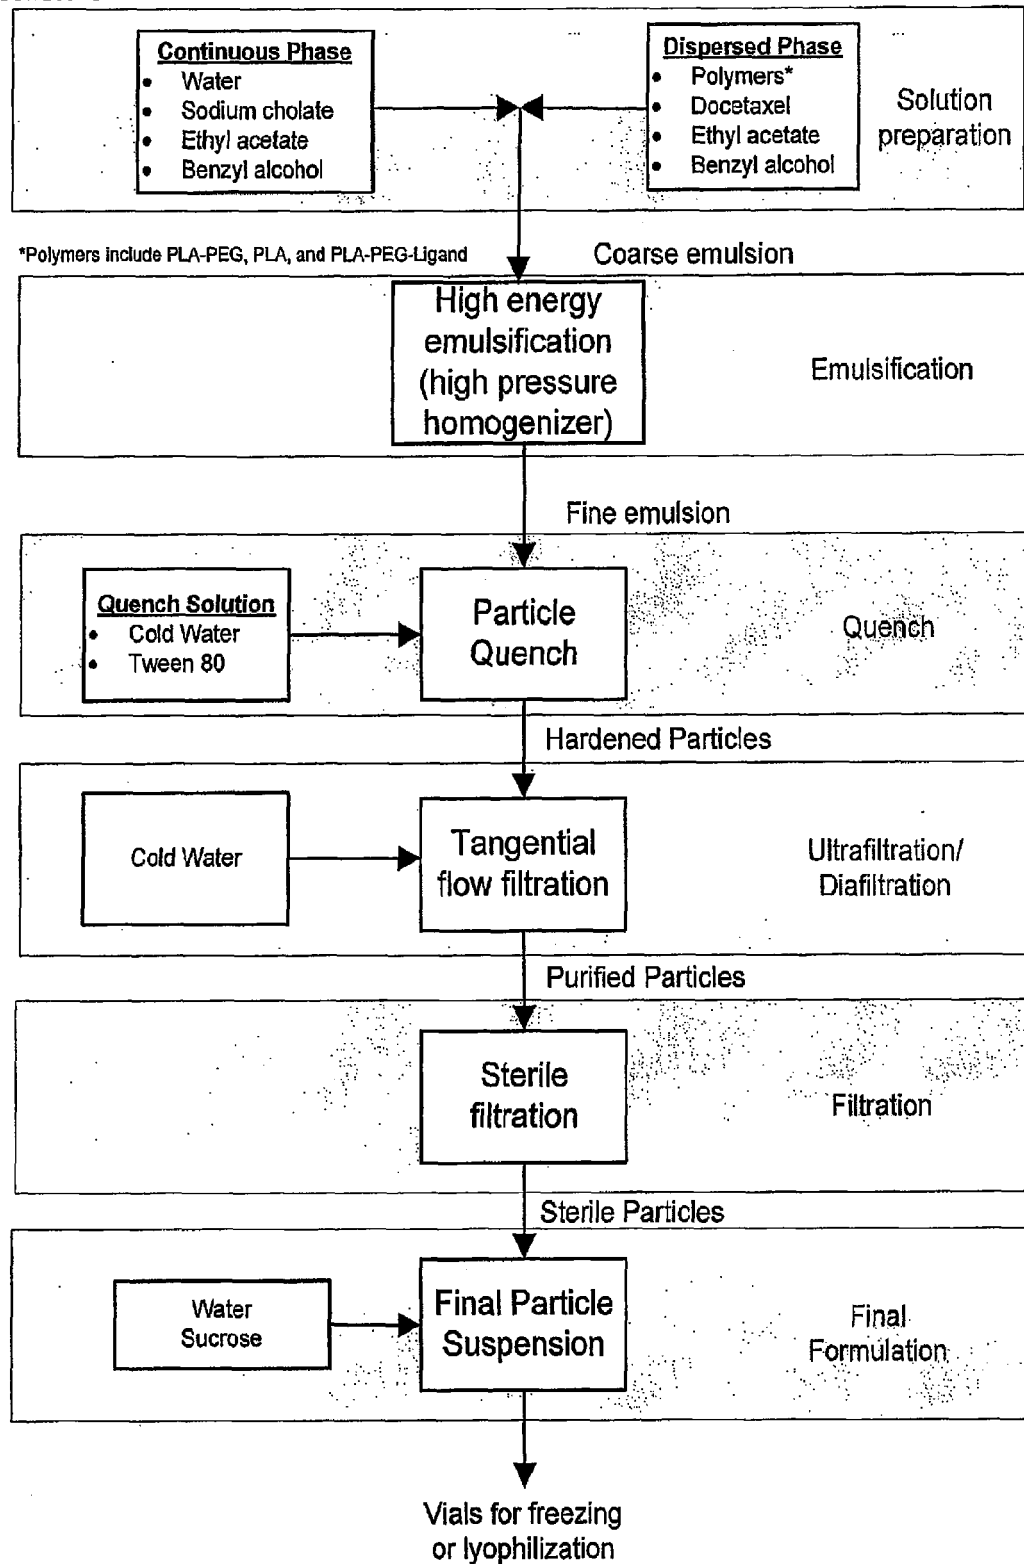 Continuous Phase
• Water
• Sodium cholate
• Ethyl acetate
• Benzyl alcohol
Dispersed Phase
• Polymers*
• Docetaxel
• Ethyl acetate
• Benzyl alcohol
Solution
preparation
*Polymers include PLA-PEG, PLA, and PLA-PEG-Ligand
Coarse emulsion
High energy
emulsification
(high pressure
homogenizer)
Emulsification
Fine emulsion
Quench Solution
• Cold Water
• Tween 80
Particle
Quench
Quench
Hardened Particles
Cold Water
Tangential
flow filtration
Ultrafiltration/
Diafiltration
Purified Particles
Sterile
filtration
Filtration
Sterile Particles
Water
Sucrose
Final Particle
Suspension
Final
Formulation
Vials for freezing
or lyophilization